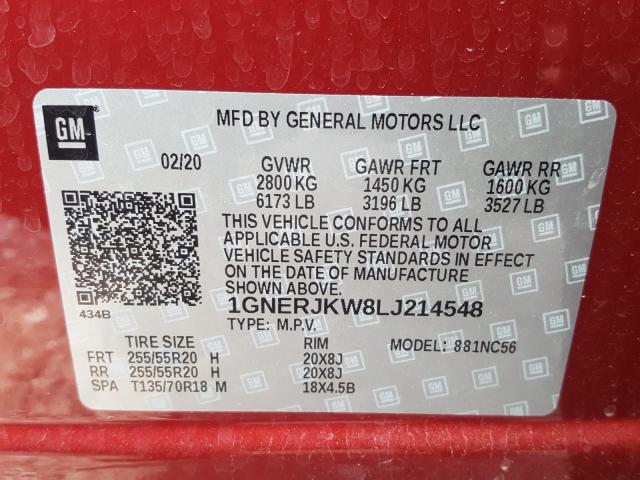 GM
MFD BY GENERAL MOTORS LLC
02/20 GVWR GAWR FRT GAWR RR
2800 KG 1450 KG 1600 KG
6173 LB 3196 LB 3527 LB
THIS VEHICLE CONFORMS TO ALL
APPLICABLE U.S. FEDERAL MOTOR
VEHICLE SAFETY STANDARDS IN EFFECT
ON THE DATE OF MANUFACTURE
SHOWN ABOVE.
434B 1GNERJKW8LJ214548
TYPE: M.P.V.
TIRE SIZE RIM MODEL: 881NC56
FRT 255/55R20 H 20X8J
RR 255/55R20 H 20X8J
SPA T135/70R18 M 18X4.5B